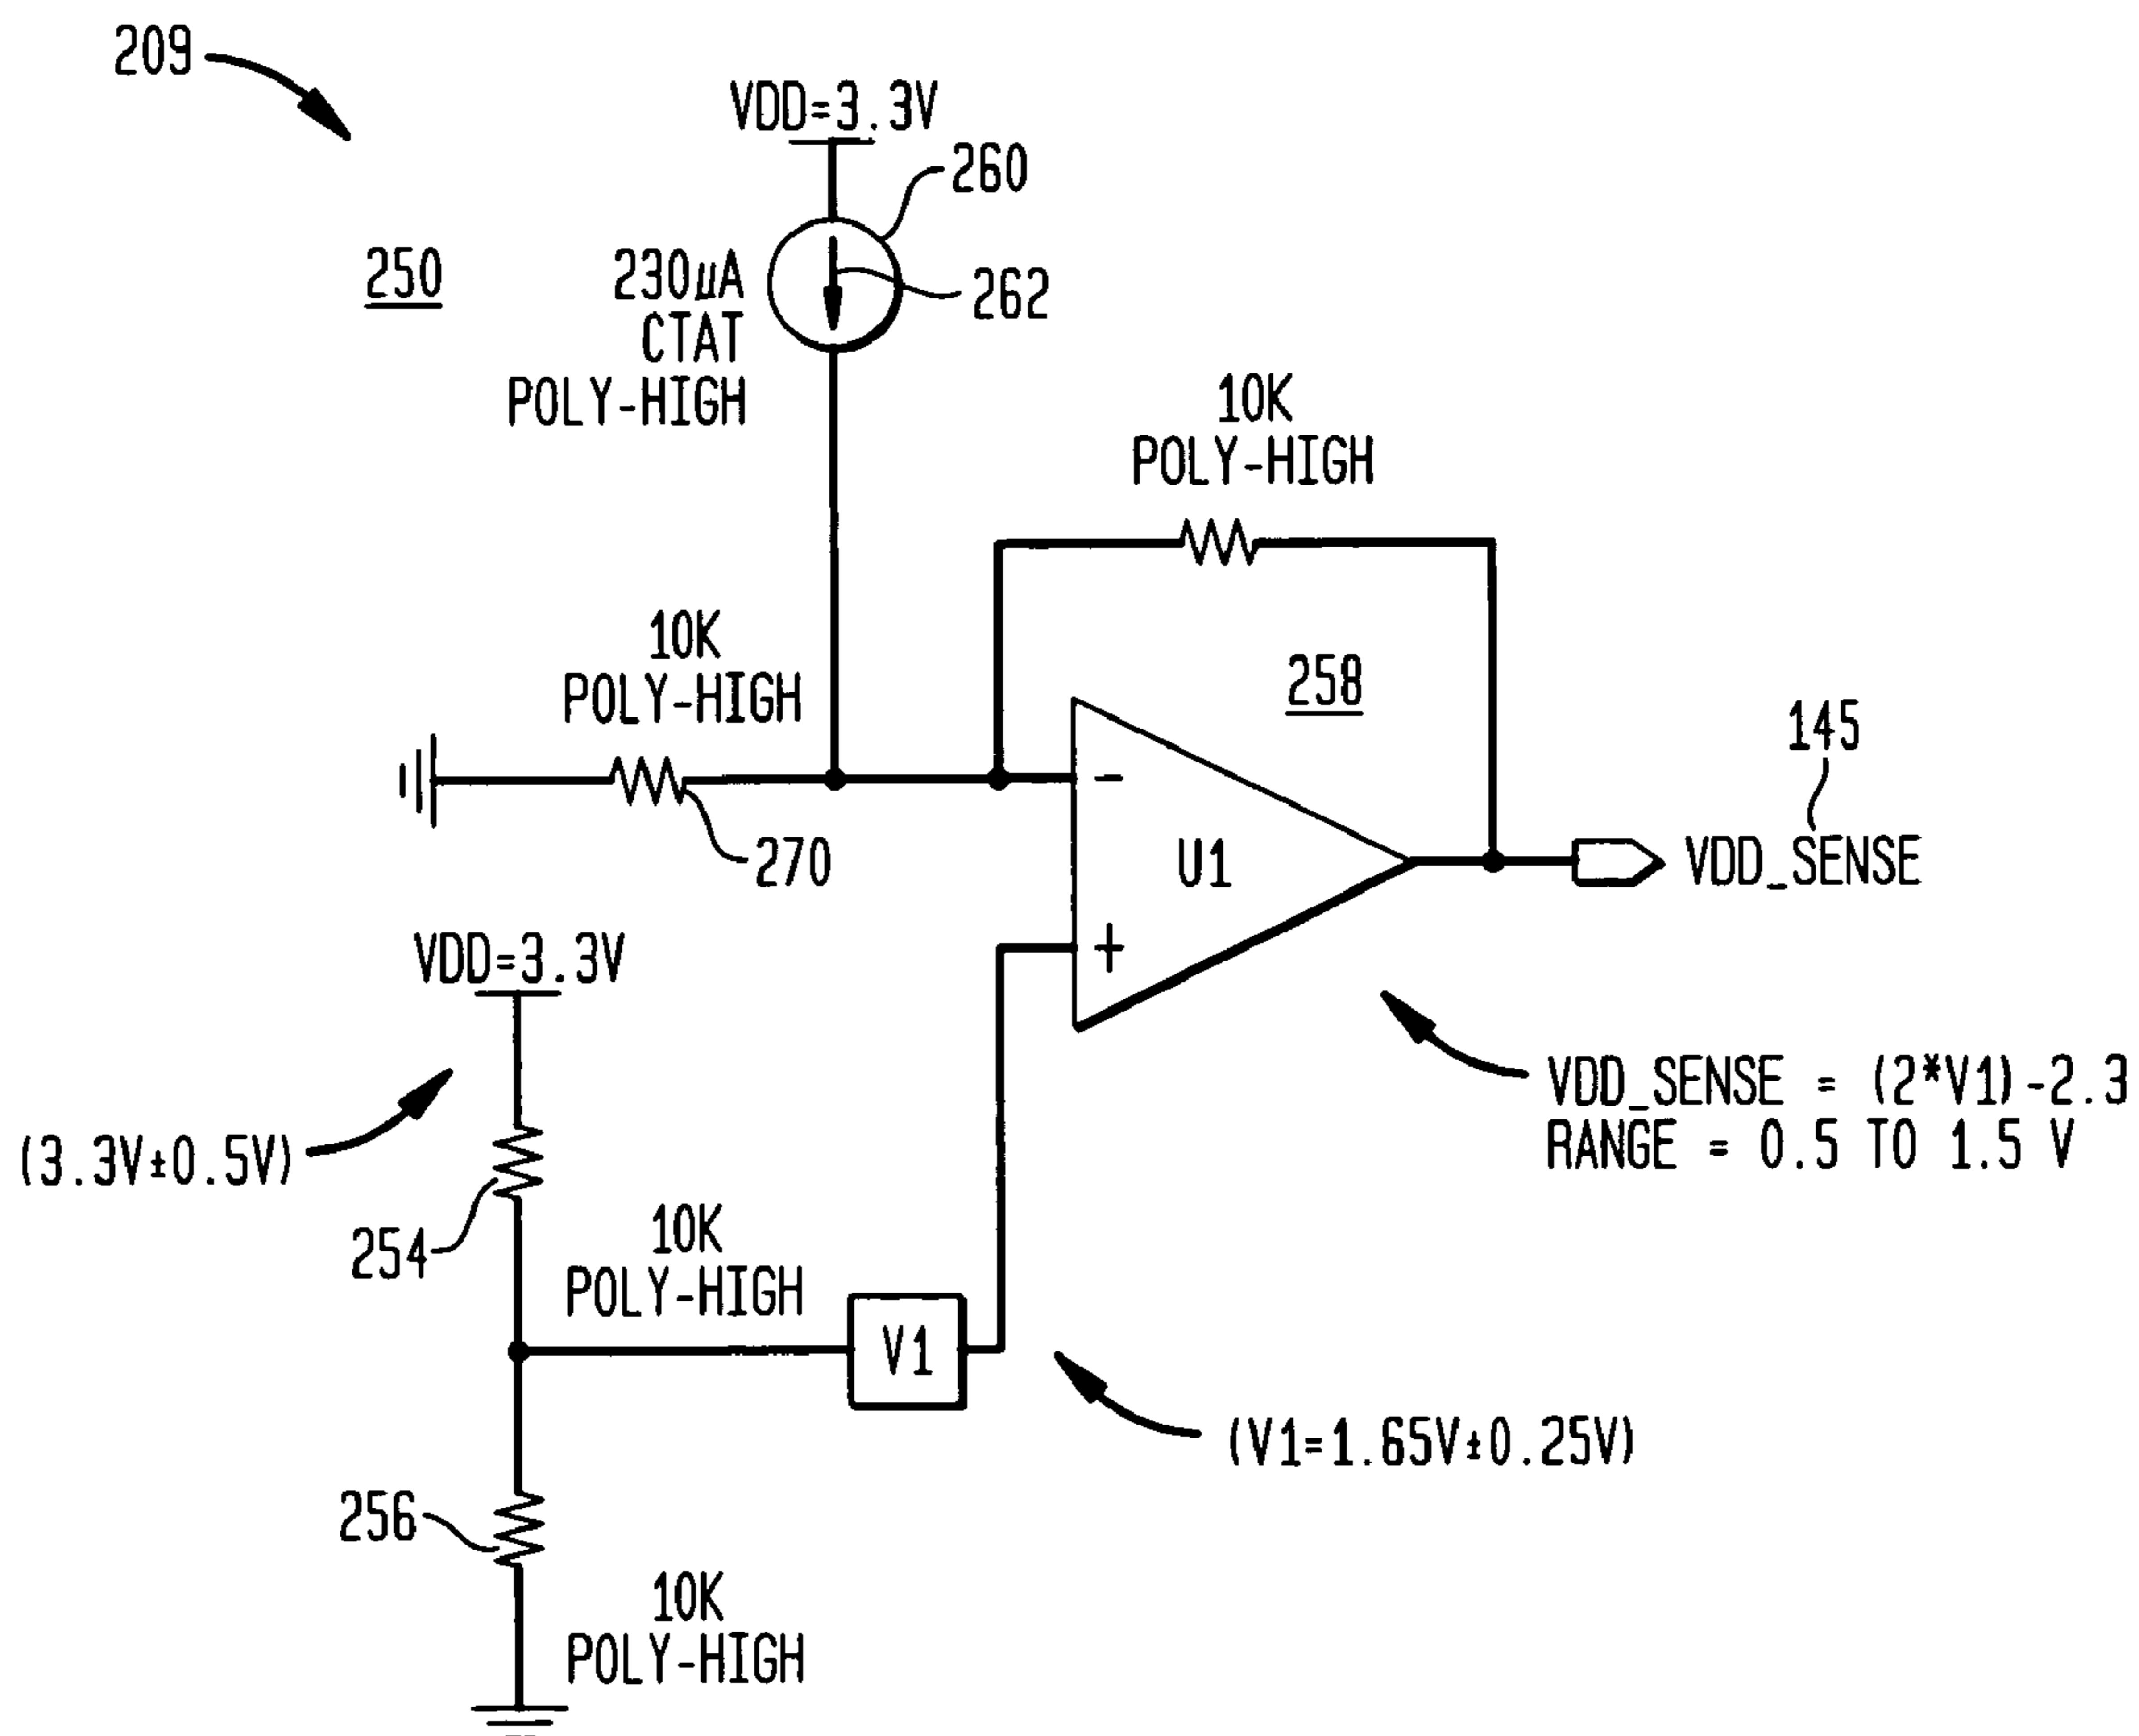 209
VDD=3.3V
260
250
230µA
CTAT
POLY-HIGH
262
10K
POLY-HIGH
10K
POLY-HIGH
258
145
-
U1
+
VDD_SENSE
270
VDD=3.3V
(3.3V±0.5V)
VDD_SENSE = (2*V1)-2.3
RANGE = 0.5 TO 1.5 V
254
10K
POLY-HIGH
V1
(V1=1.65V±0.25V)
256
10K
POLY-HIGH